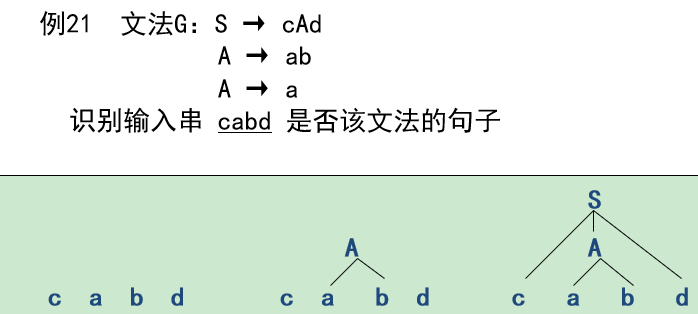 例21 文法G：S → cAd
A → ab
A → a
识别输入串 cabd 是否该文法的句子
S
A A
c a b d c a b d c a b d